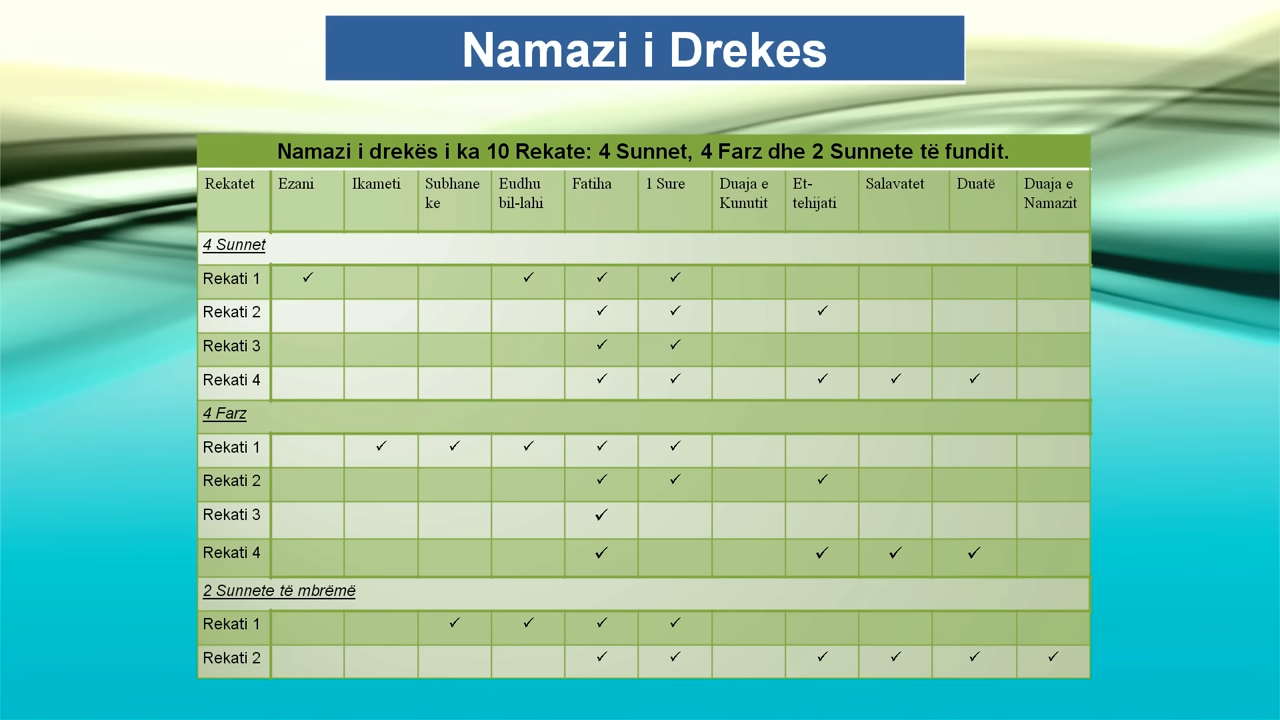 Namazi i Drekes
Namazi i drekës i ka 10 Rekate: 4 Sunnet, 4 Farz dhe 2 Sunnete të fundit.
Rekatet Ezani Ikameti Subhane ke Eudhu bil-lahi Fatiha 1 Sure Duaja e Kunutit Et-tehijati Salavatet Duatë Duaja e Namazit
4 Sunnet
Rekati 1 ✓ ✓ ✓ ✓
Rekati 2 ✓ ✓ ✓
Rekati 3 ✓ ✓
Rekati 4 ✓ ✓ ✓ ✓ ✓
4 Farz
Rekati 1 ✓ ✓ ✓ ✓ ✓
Rekati 2 ✓ ✓ ✓
Rekati 3 ✓
Rekati 4 ✓ ✓ ✓ ✓
2 Sunnete të mbrëmë
Rekati 1 ✓ ✓ ✓ ✓
Rekati 2 ✓ ✓ ✓ ✓ ✓ ✓